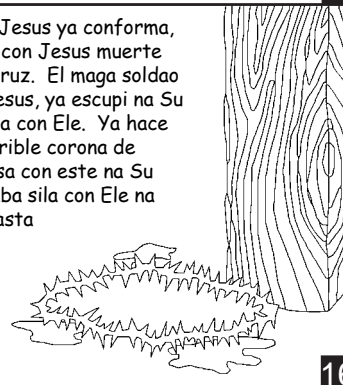 Jesus ya conforma,
con Jesus muerte
ruz. El maga soldao
esus, ya escupi na Su
a con Ele. Ya hace
rrible corona de
sa con este na Su
ba sila con Ele na
asta
16